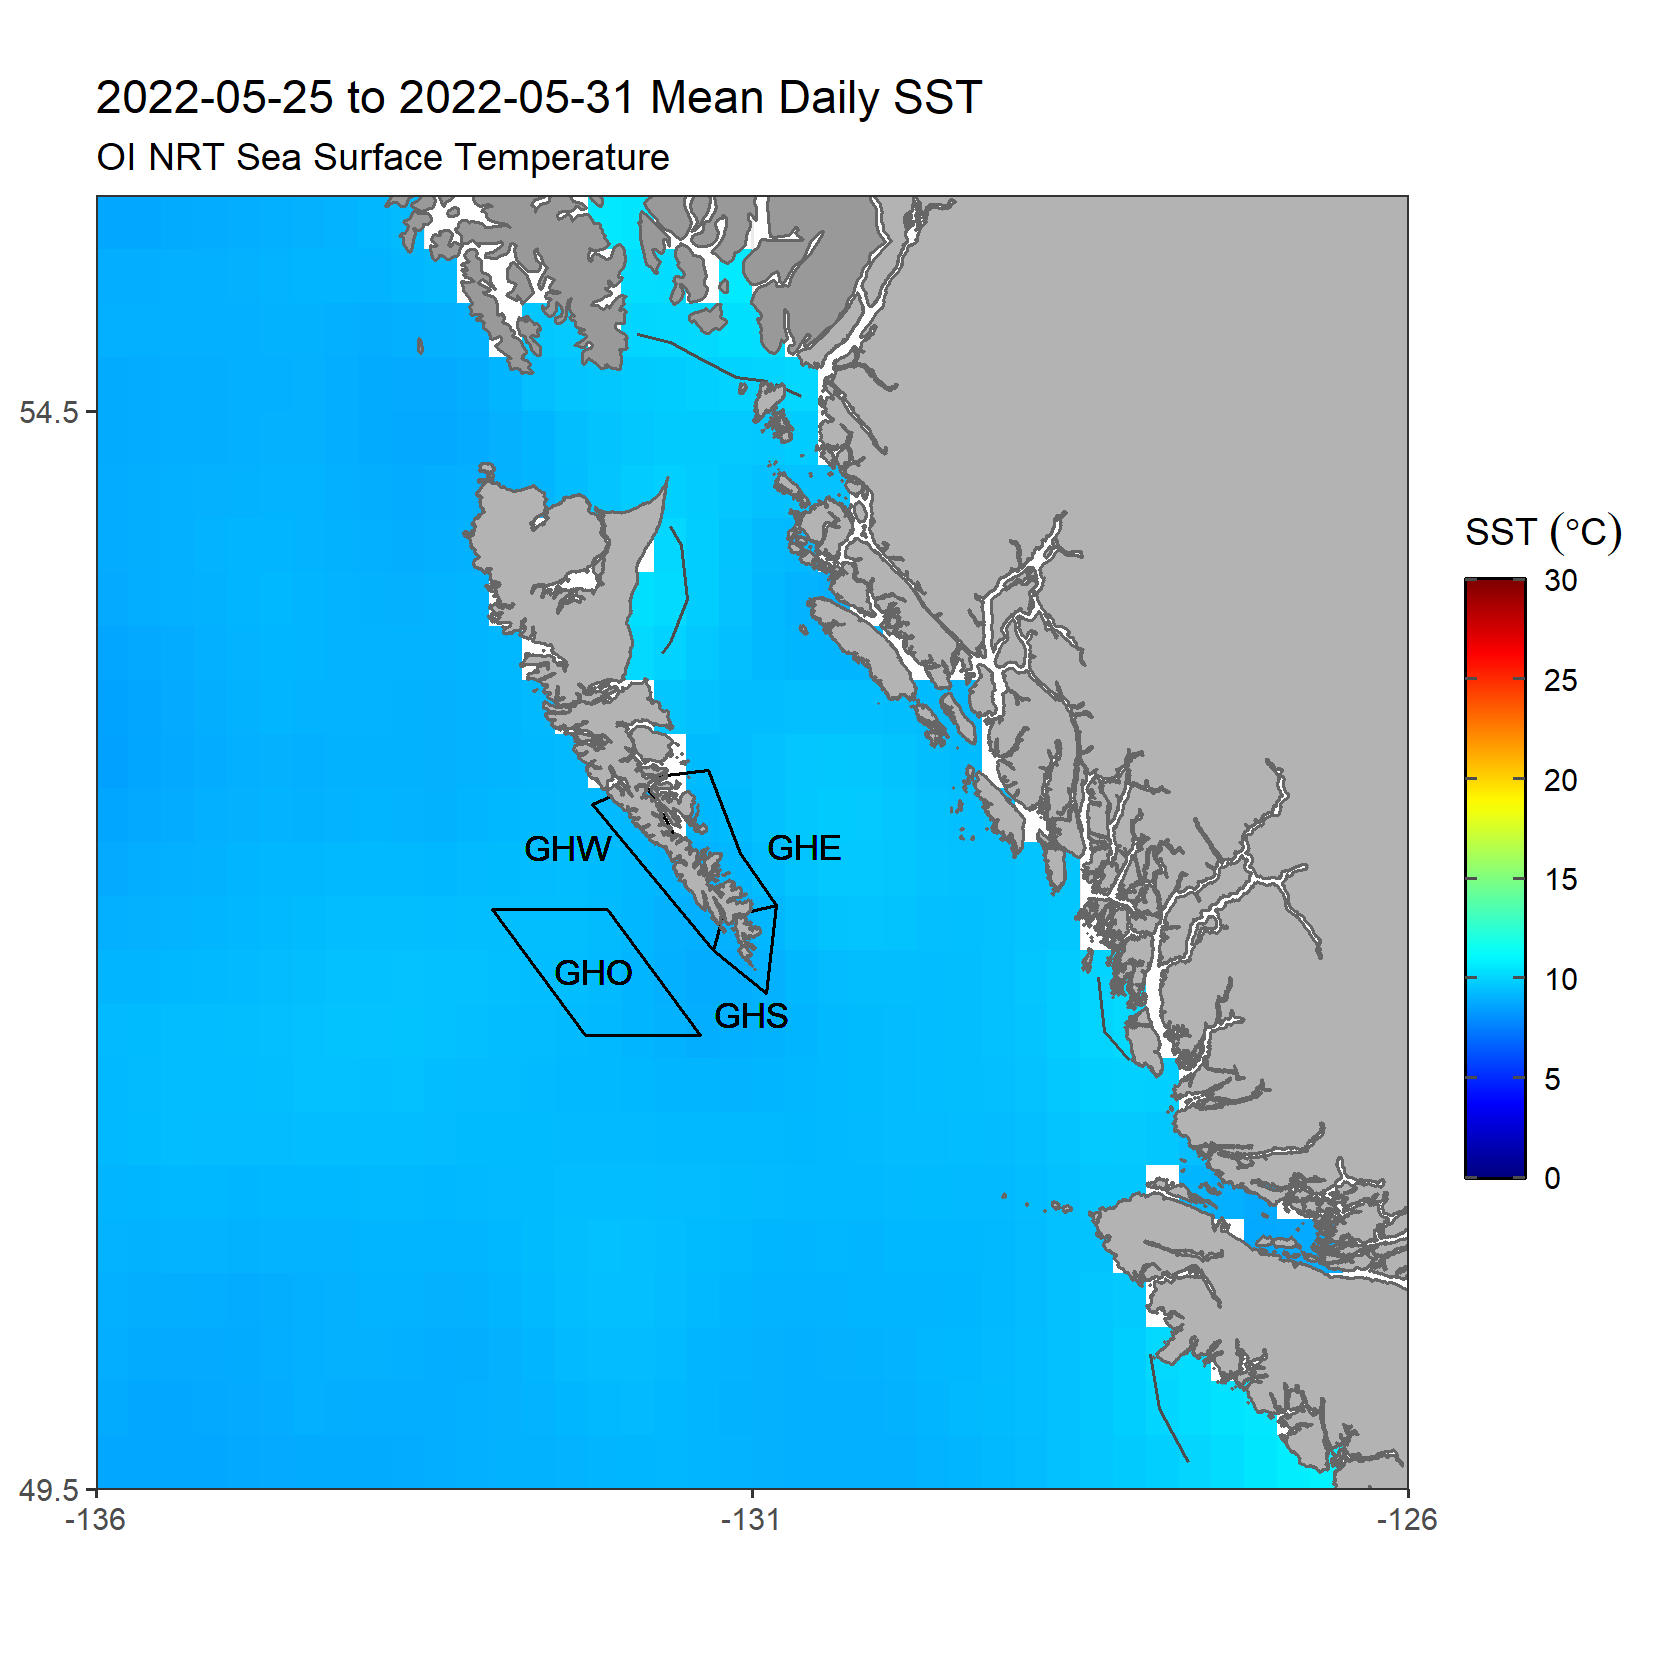 2022-05-25 to 2022-05-31 Mean Daily SST
OI NRT Sea Surface Temperature
54.5
49.5
-136
-131
-126
GHW
GHE
GHO
GHS
SST (°C)
30
25
20
15
10
5
0